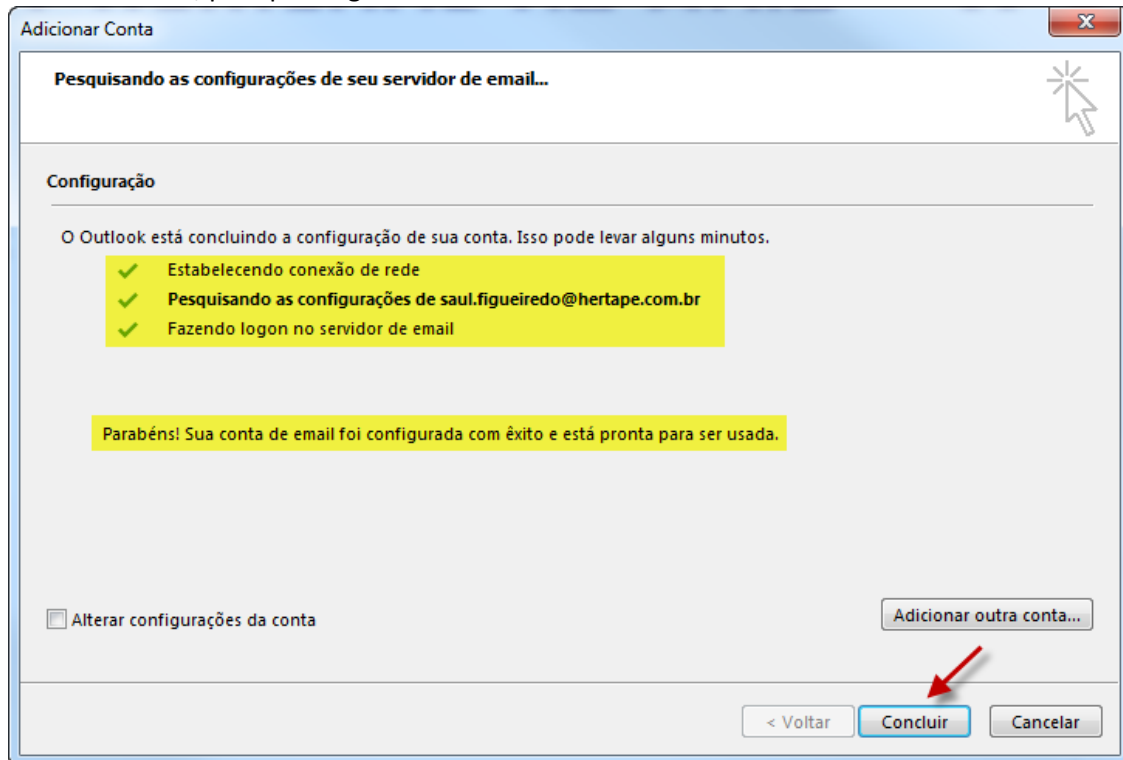 Adicionar Conta
Pesquisando as configurações de seu servidor de email...
Configuração
O Outlook está concluindo a configuração de sua conta. Isso pode levar alguns minutos.
Estabelecendo conexão de rede
Pesquisando as configurações de saul.figueiredo@hertape.com.br
Fazendo logon no servidor de email
Parabéns! Sua conta de email foi configurada com êxito e está pronta para ser usada.
Alterar configurações da conta
Adicionar outra conta...
< Voltar
Concluir
Cancelar